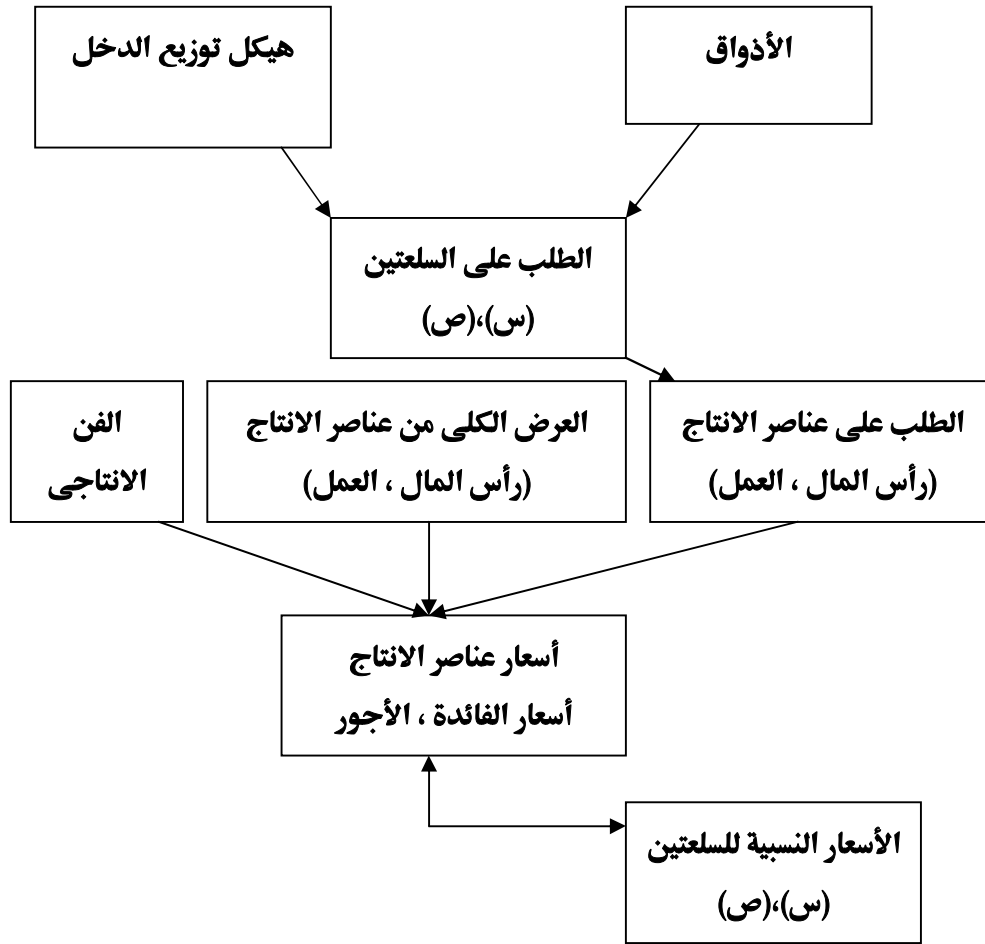 الأذواق
هيكل توزيع الدخل
الطلب على السلعتين
(س)،(ص)
الطلب على عناصر الانتاج
(رأس المال ، العمل)
العرض الكلى من عناصر الانتاج
(رأس المال ، العمل)
الفن
الانتاجى
أسعار عناصر الانتاج
أسعار الفائدة ، الأجور
الأسعار النسبية للسلعتين
(س)،(ص)